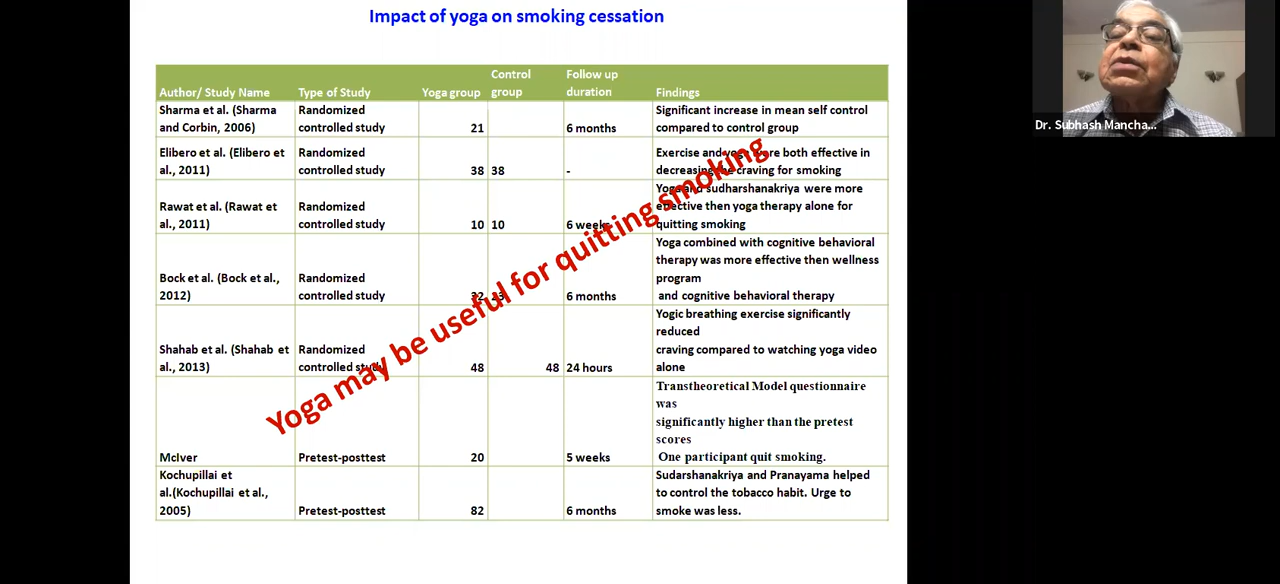 Impact of yoga on smoking cessation
Author/ Study Name | Type of Study | Yoga group | Control group | Follow up duration | Findings
Sharma et al. (Sharma and Corbin, 2006) | Randomized controlled study | 21 | | 6 months | Significant increase in mean self control compared to control group
Elibero et al. (Elibero et al., 2011) | Randomized controlled study | 38 | 38 | - | Exercise and yoga were both effective in decreasing the craving for smoking
Rawat et al. (Rawat et al., 2011) | Randomized controlled study | 10 | 10 | 6 weeks | Yoga and sudharshanakriya were more effective then yoga therapy alone for quitting smoking
Bock et al. (Bock et al., 2012) | Randomized controlled study | 32 | 23 | 6 months | Yoga combined with cognitive behavioral therapy was more effective then wellness program and cognitive behavioral therapy
Shahab et al. (Shahab et al., 2013) | Randomized controlled study | 48 | 48 | 24 hours | Yogic breathing exercise significantly reduced craving compared to watching yoga video alone
McIver | Pretest-posttest | 20 | | 5 weeks | Transtheoretical Model questionnaire was significantly higher than the pretest scores One participant quit smoking.
Kochupillai et al.(Kochupillai et al., 2005) | Pretest-posttest | 82 | | 6 months | Sudarshanakriya and Pranayama helped to control the tobacco habit. Urge to smoke was less.
Yoga may be useful for quitting smoking
Dr. Subhash Mancha...